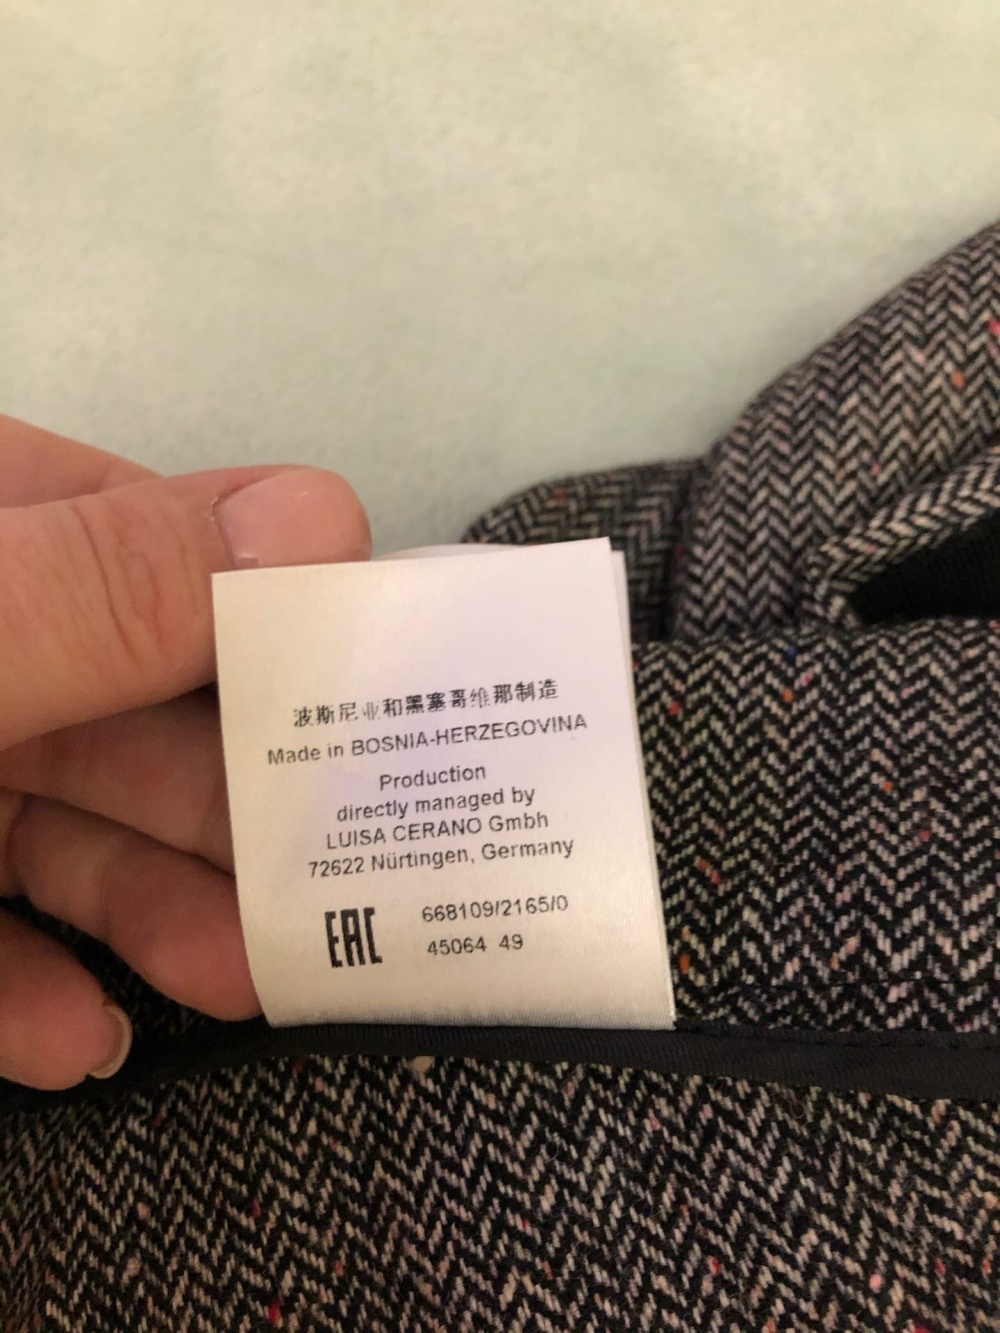 波斯尼亚和黑塞哥维那制造
Made in BOSNIA-HERZEGOVINA
Production
directly managed by
LUISA CERANO Gmbh
72622 Nürtingen, Germany
EAC
668109/2165/0
45064 49